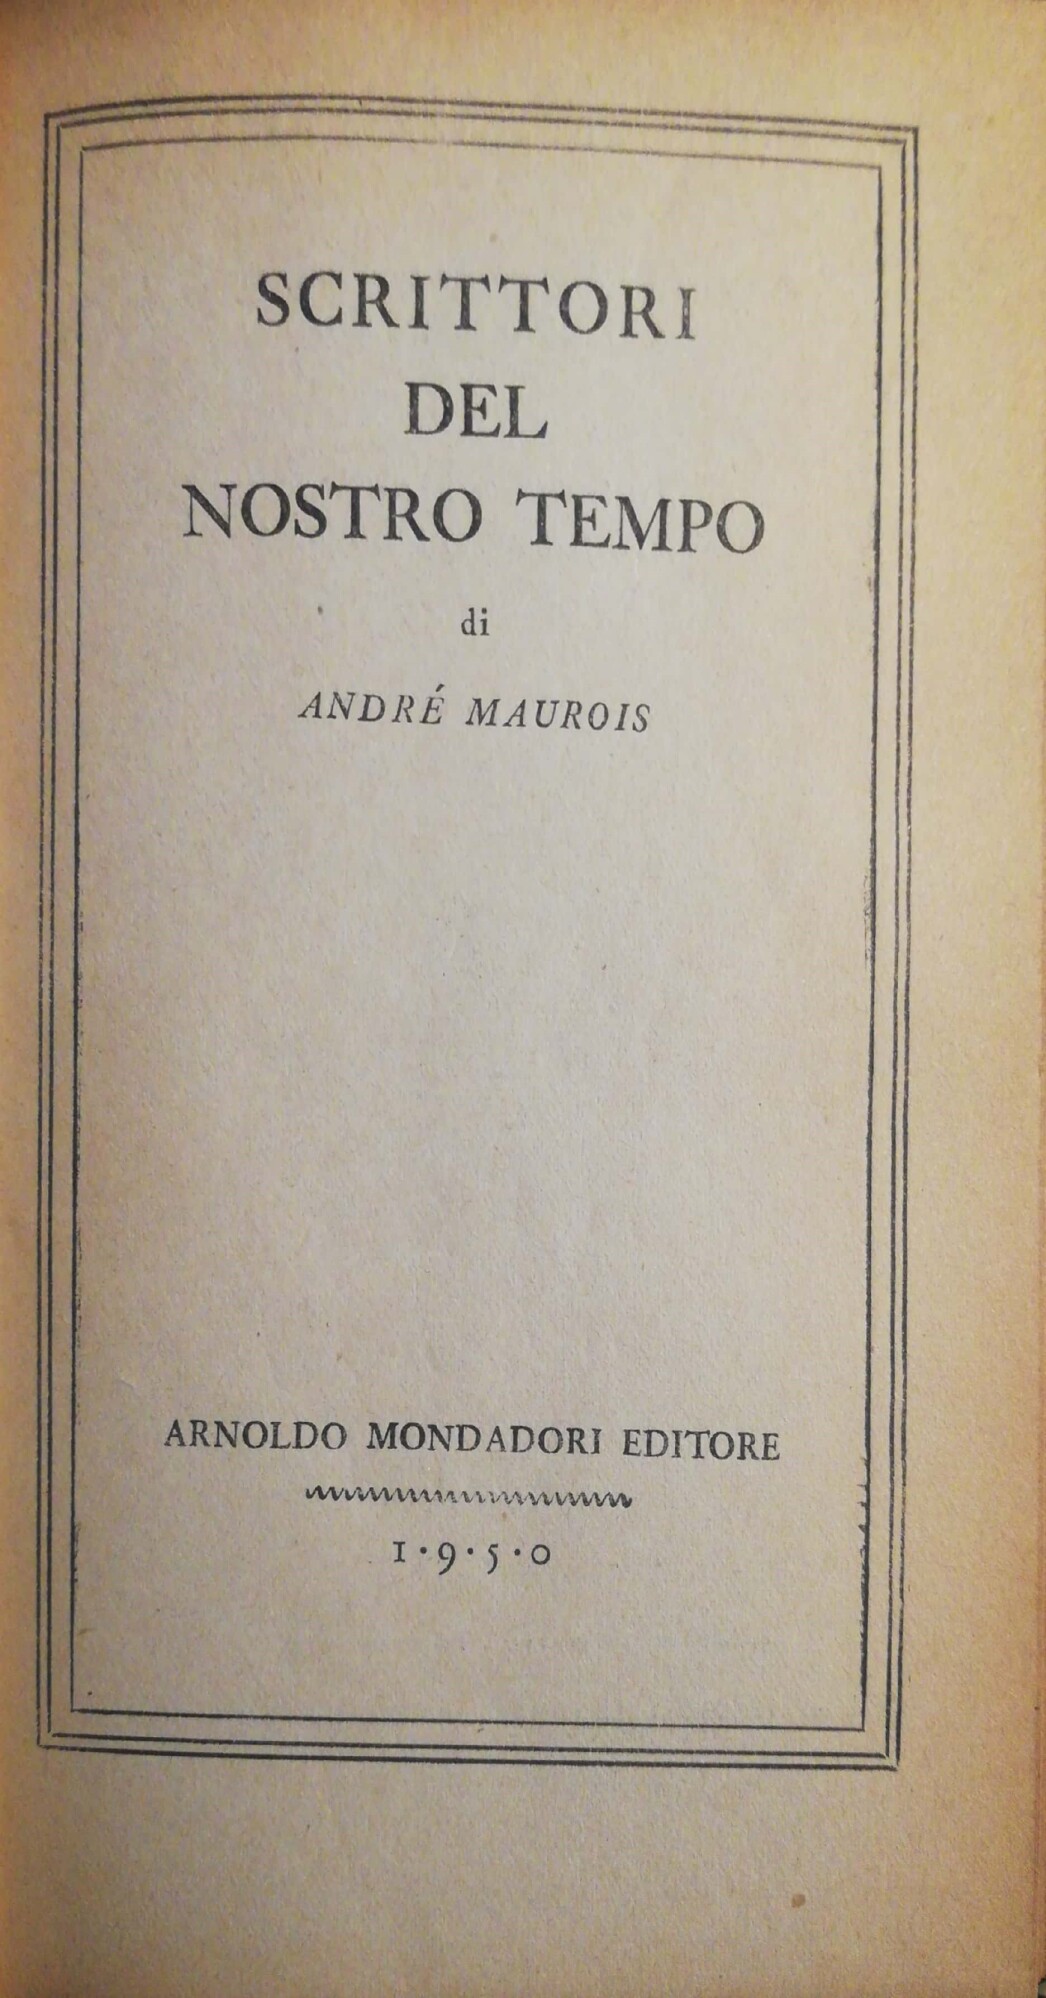 SCRITTORI
DEL
NOSTRO TEMPO
di
ANDRÉ MAUROIS
ARNOLDO MONDADORI EDITORE
1·9·5·0